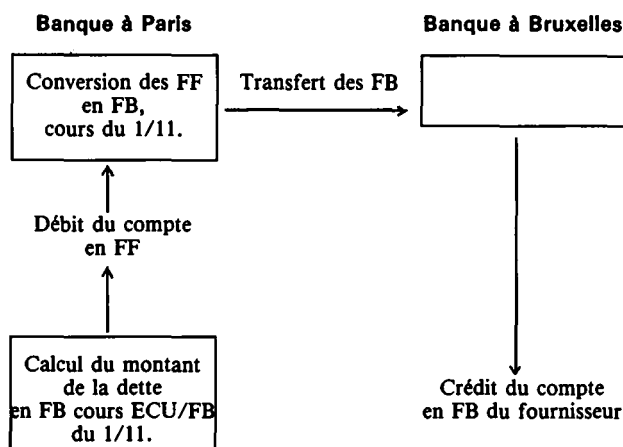 Banque à Paris
Banque à Bruxelles
Conversion des FF
en FB,
cours du 1/11.
Transfert des FB
Débit du compte
en FF
Calcul du montant
de la dette
en FB cours ECU/FB
du 1/11.
Crédit du compte
en FB du fournisseur